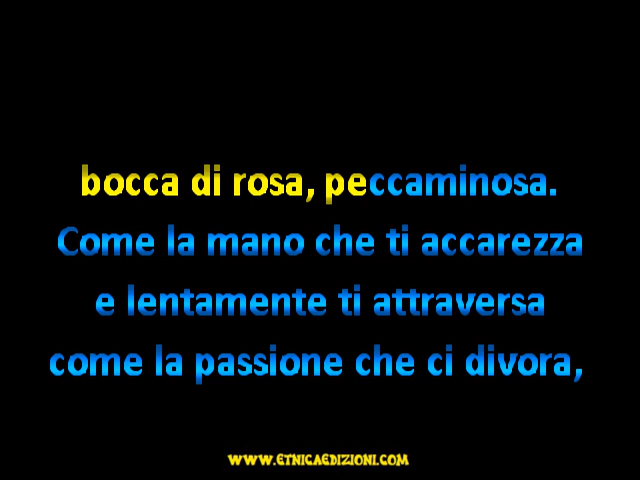 bocca di rosa, peccaminosa.
Come la mano che ti accarezza
e lentamente ti attraversa
come la passione che ci divora,
WWW.ETNICAEDIZIONI.COM